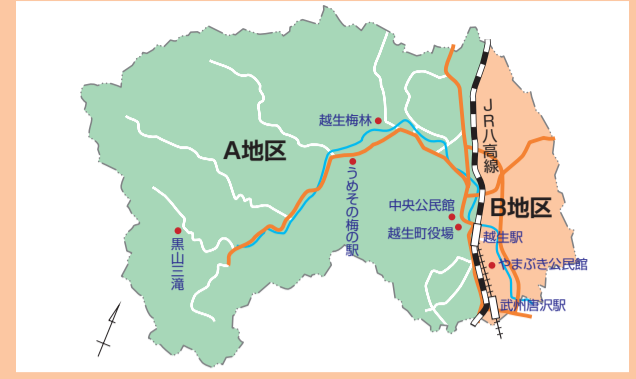 越生梅林
JR八高線
A地区
うめその梅の駅
中央公民館
B地区
越生町役場
越生駅
黒山三滝
やまぶき公民館
武州唐沢駅